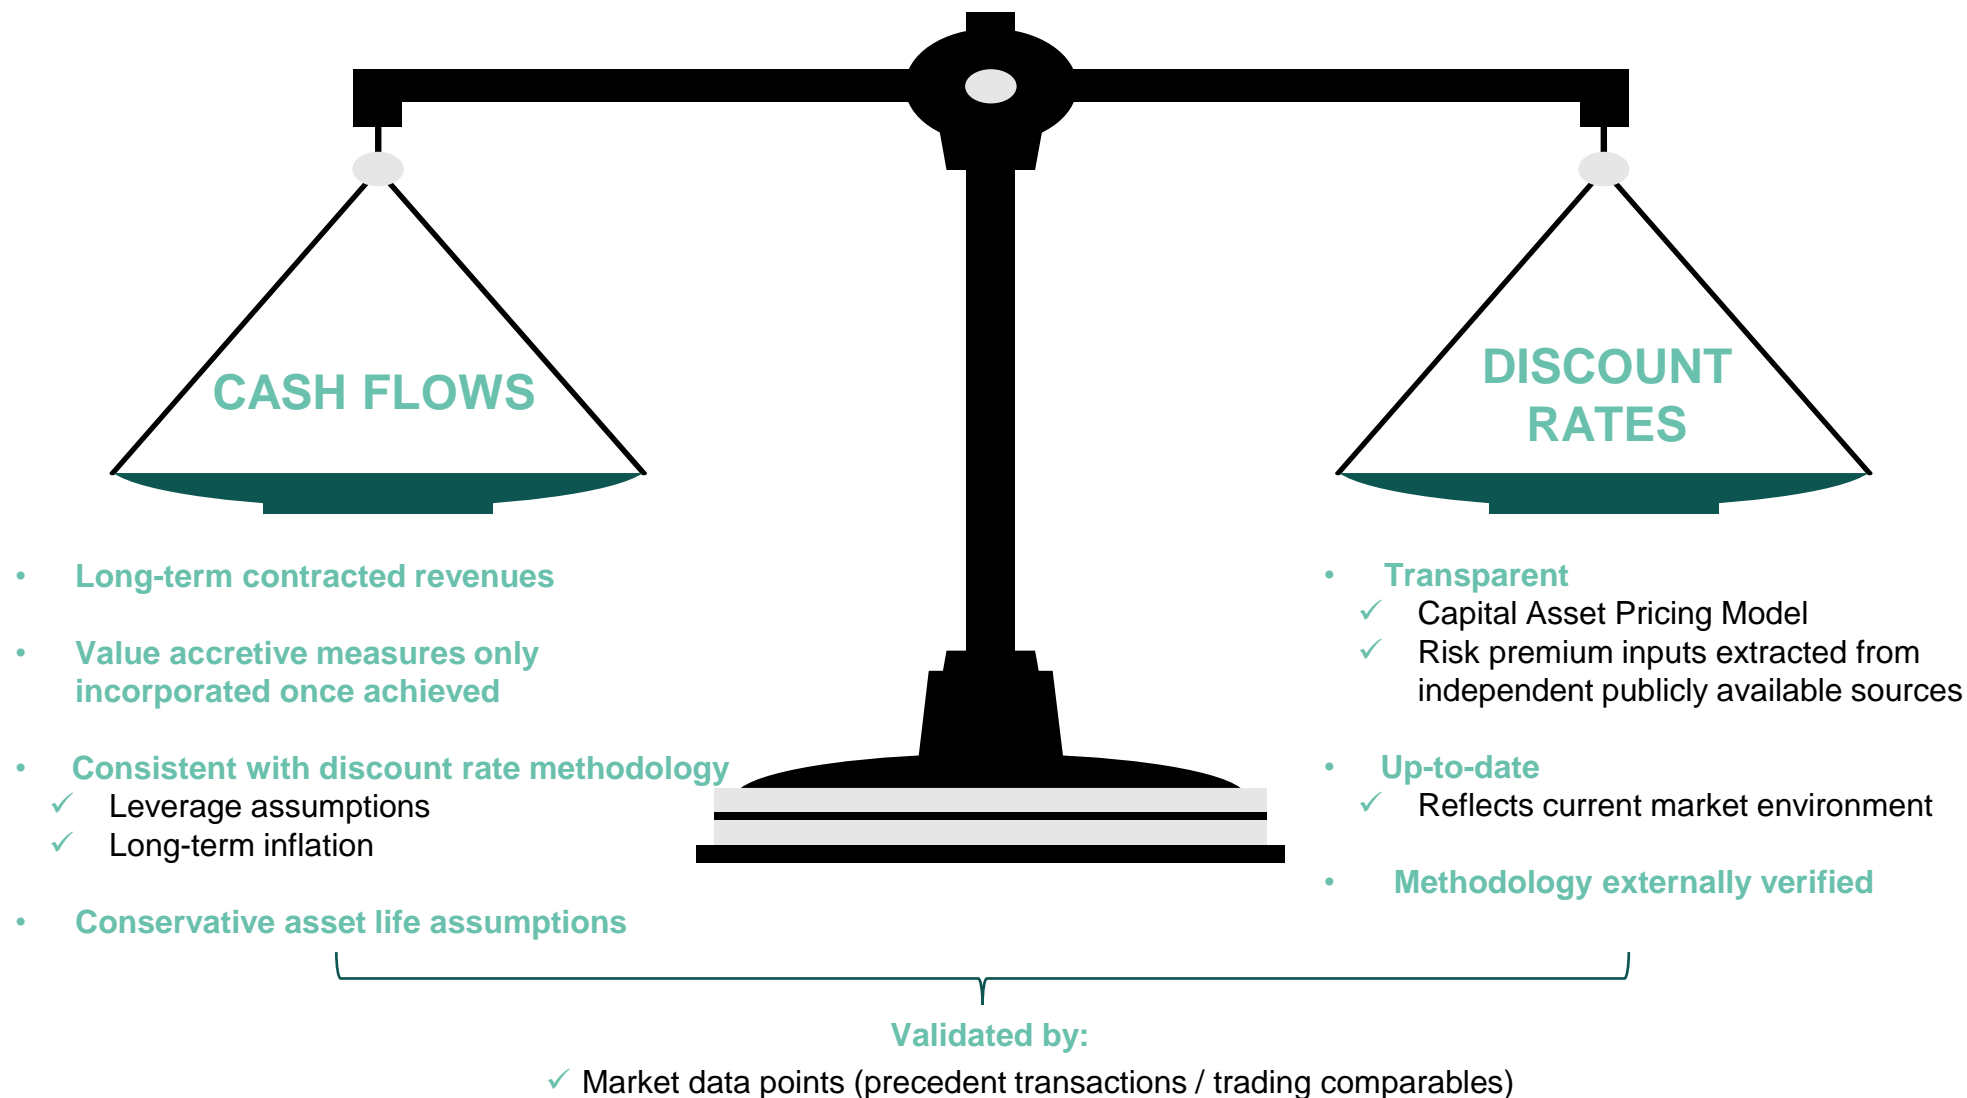 CASH FLOWS
DISCOUNT
RATES
• Long-term contracted revenues
• Value accretive measures only
incorporated once achieved
• Consistent with discount rate methodology
✓ Leverage assumptions
✓ Long-term inflation
• Conservative asset life assumptions
• Transparent
✓ Capital Asset Pricing Model
✓ Risk premium inputs extracted from
independent publicly available sources
• Up-to-date
✓ Reflects current market environment
• Methodology externally verified
Validated by:
✓ Market data points (precedent transactions / trading comparables)